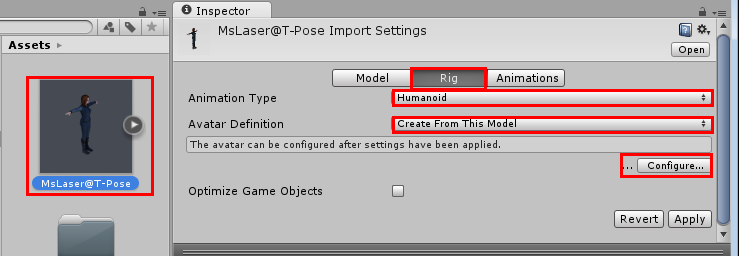 Inspector
Assets
MsLaser@T-Pose
MsLaser@T-Pose Import Settings
Open
Model Rig Animations
Animation Type Humanoid
Avatar Definition Create From This Model
The avatar can be configured after settings have been applied.
... Configure...
Optimize Game Objects
Revert Apply